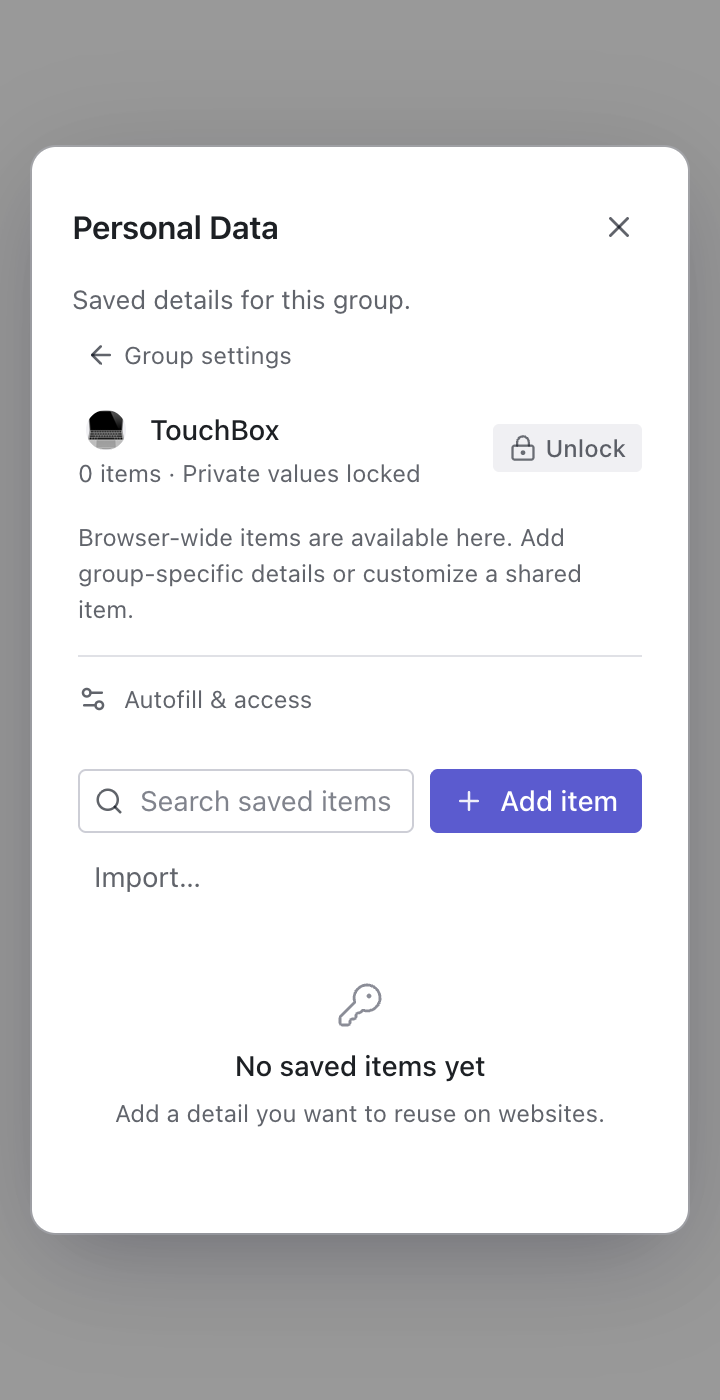 Personal Data
Saved details for this group.
Group settings
TouchBox
0 items · Private values locked
Unlock
Browser-wide items are available here. Add
group-specific details or customize a shared
item.
Autofill & access
Search saved items
Add item
Import...
No saved items yet
Add a detail you want to reuse on websites.